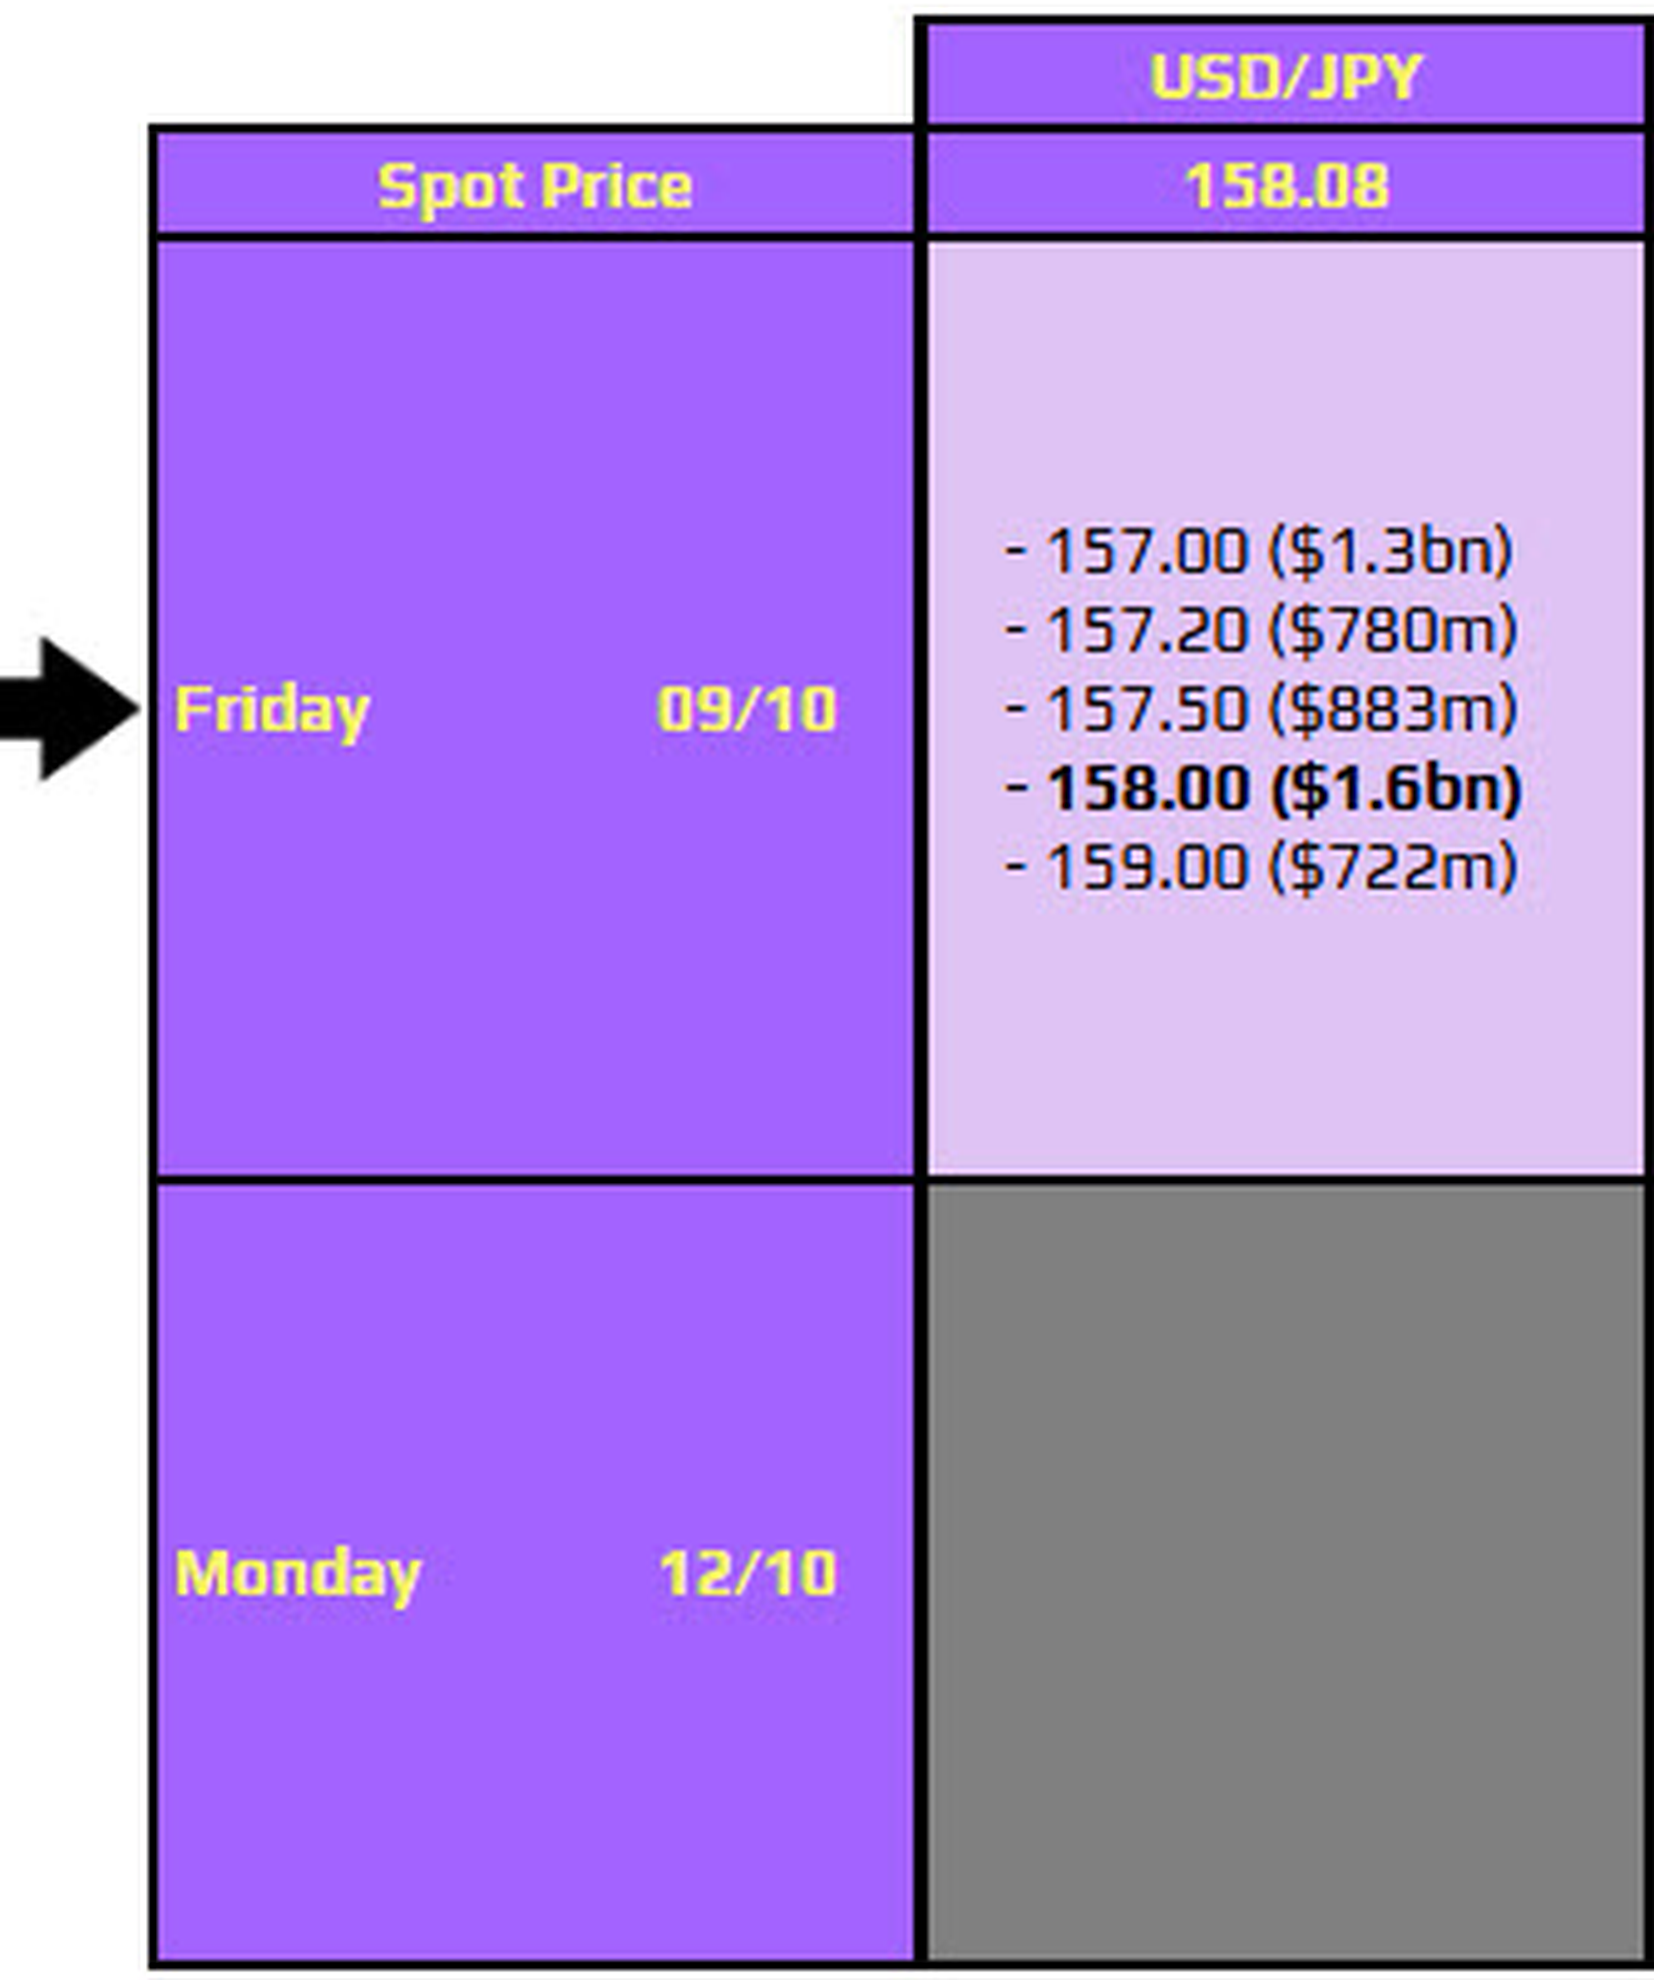 USD/JPY
Spot Price 158.08
- 157.00 ($1.3bn)
- 157.20 ($780m)
Friday 09/10 - 157.50 ($883m)
- 158.00 ($1.6bn)
- 159.00 ($722m)
Monday 12/10